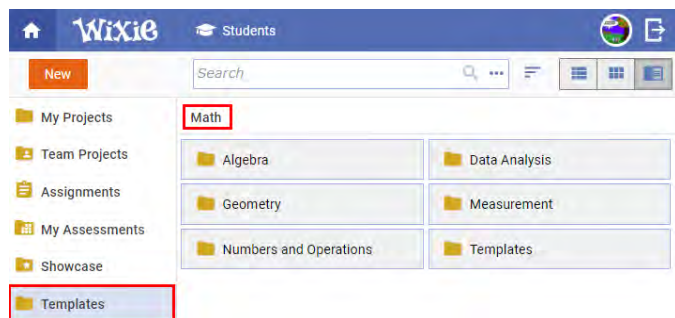 Wixie
Students
New
Search
My Projects
Team Projects
Assignments
My Assessments
Showcase
Templates
Math
Algebra
Data Analysis
Geometry
Measurement
Numbers and Operations
Templates